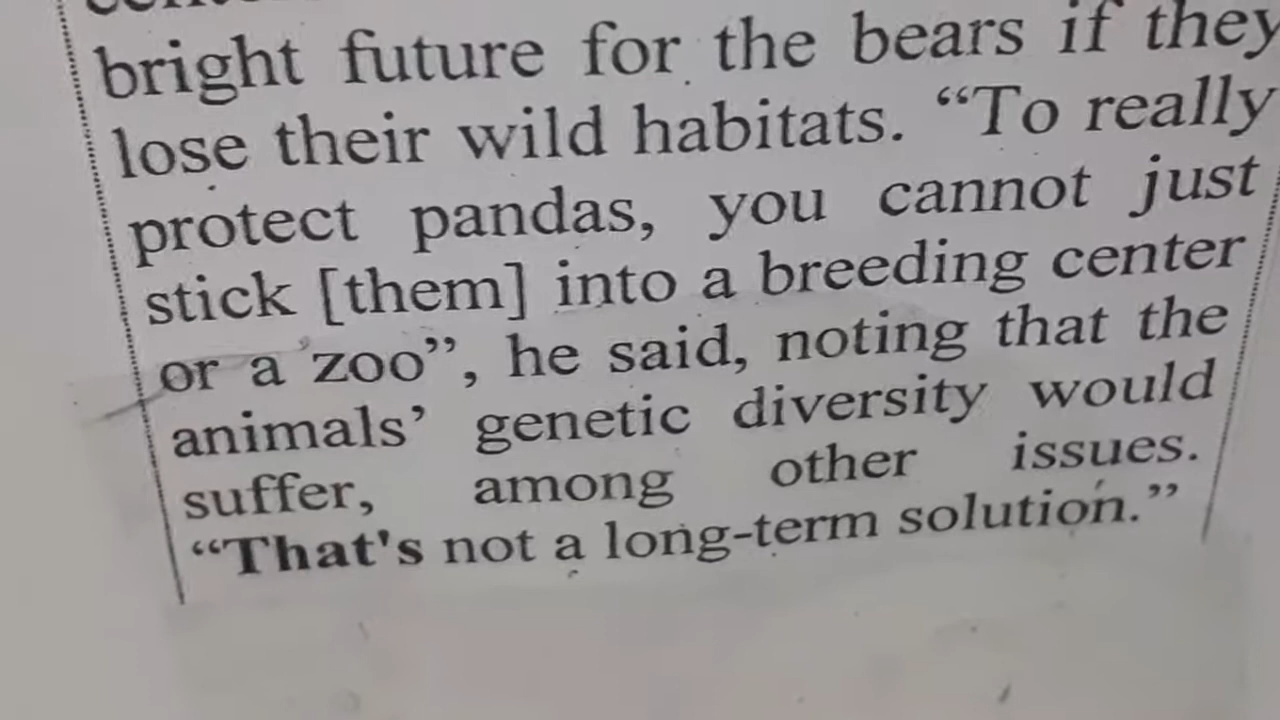 bright future for the bears if they
lose their wild habitats. “To really
protect pandas, you cannot just
stick [them] into a breeding center
or a zoo”, he said, noting that the
animals’ genetic diversity would
suffer, among other issues.
“That's not a long-term solution.”